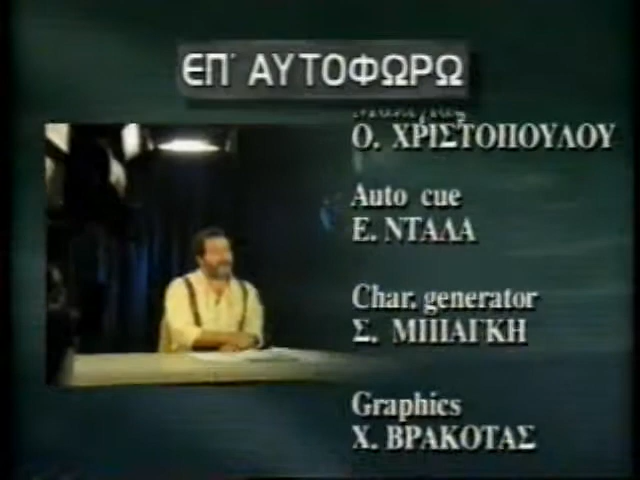 ΕΠ' ΑΥΤΟΦΩΡΩ
Ο. ΧΡΙΣΤΟΠΟΥΛΟΥ
Auto cue
Ε. ΝΤΑΛΑ
Char. generator
Σ. ΜΠΑΓΚΗ
Graphics
Χ. ΒΡΑΚΟΤΑΣ